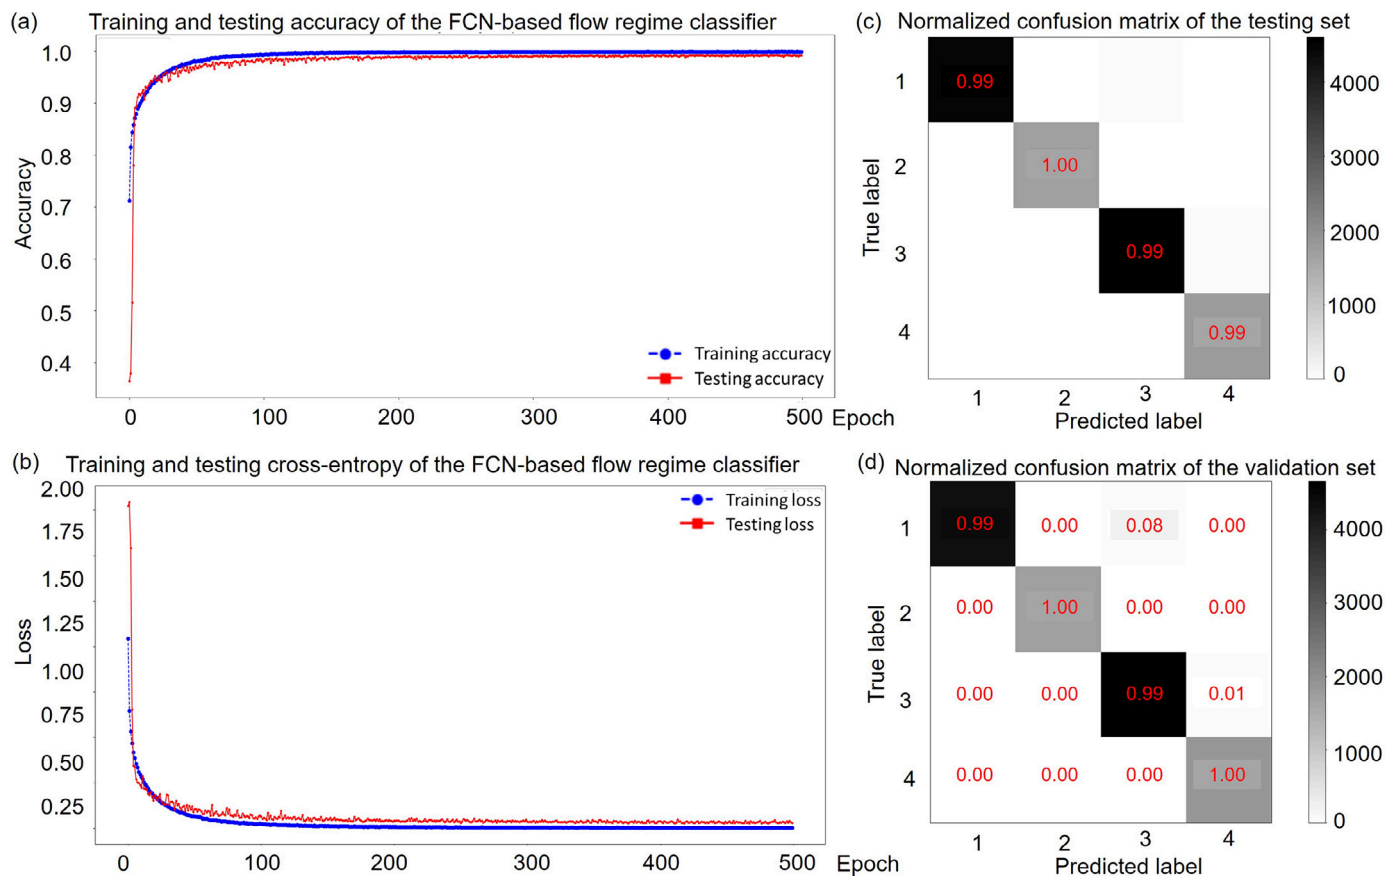 (a) Training and testing accuracy of the FCN-based flow regime classifier
1.0
0.9
0.8
0.7
0.6
0.5
0.4
Accuracy
Training accuracy
Testing accuracy
0 100 200 300 400 500 Epoch
(c) Normalized confusion matrix of the testing set
True label
1
2
3
4
0.99
1.00
0.99
0.99
1 2 3 4
Predicted label
4000
3000
2000
1000
0
(b) Training and testing cross-entropy of the FCN-based flow regime classifier
2.00
1.75
1.50
1.25
1.00
0.75
0.50
0.25
Loss
Training loss
Testing loss
0 100 200 300 400 500 Epoch
(d) Normalized confusion matrix of the validation set
True label
1 0.99 0.00 0.08 0.00
2 0.00 1.00 0.00 0.00
3 0.00 0.00 0.99 0.01
4 0.00 0.00 0.00 1.00
1 2 3 4
Predicted label
4000
3000
2000
1000
0